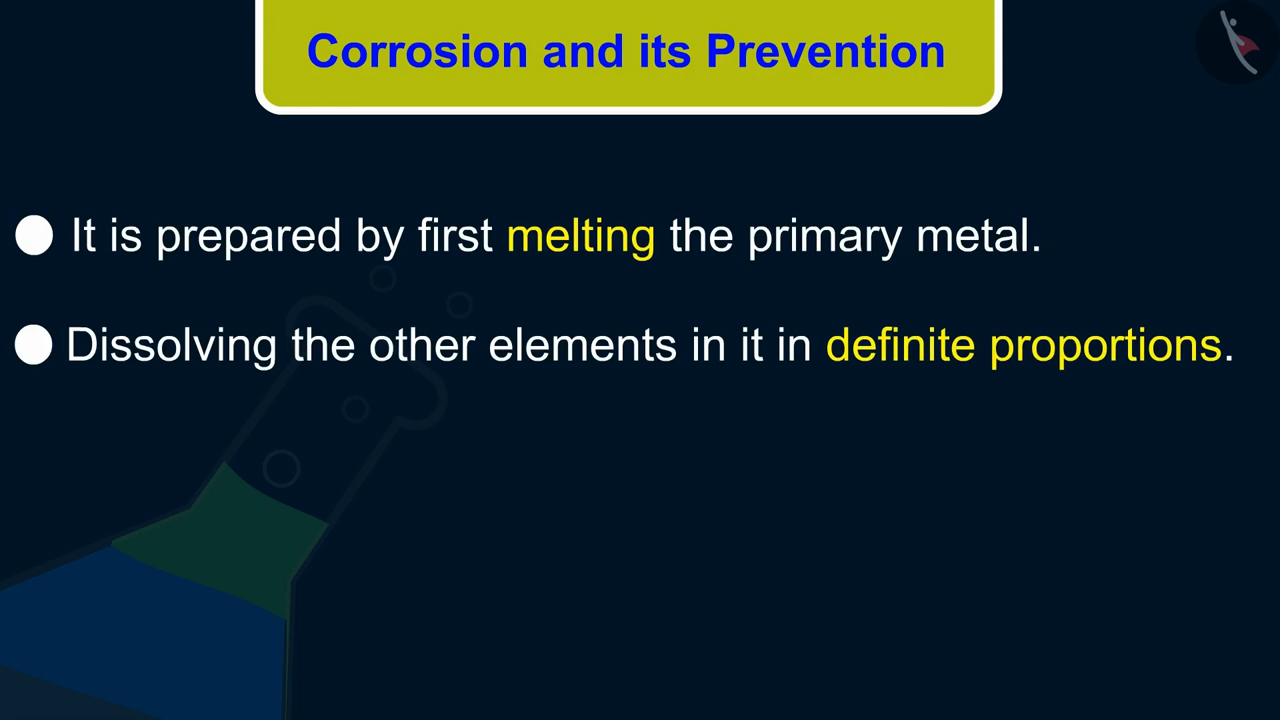 Corrosion and its Prevention
It is prepared by first melting the primary metal.
Dissolving the other elements in it in definite proportions.